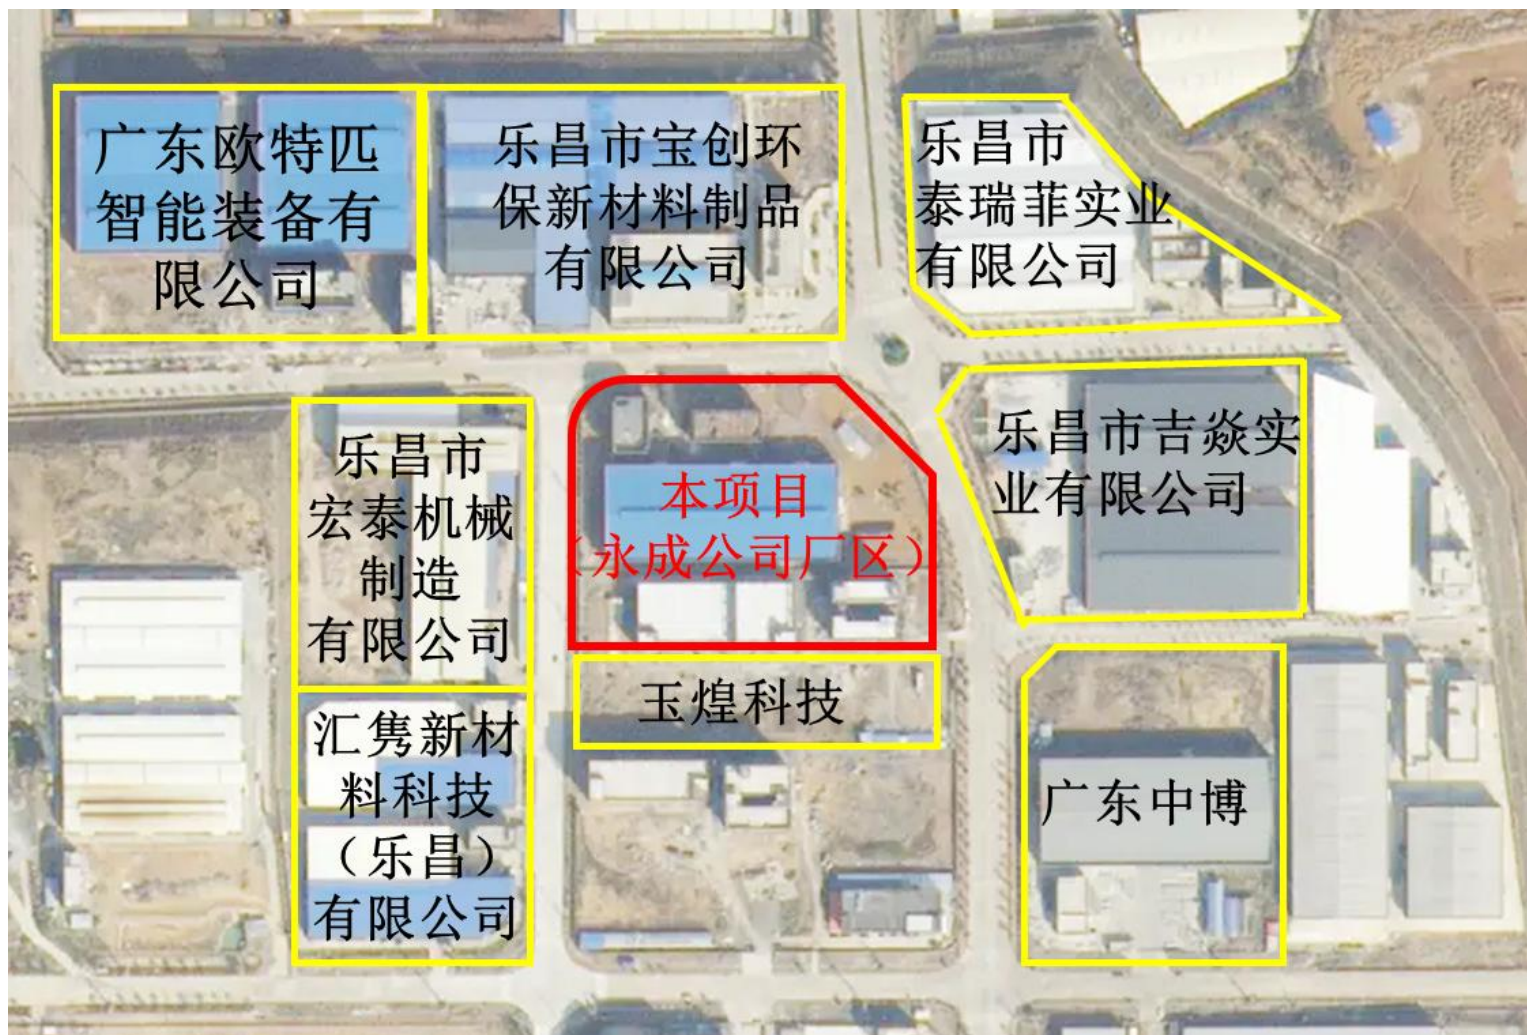 广东欧特匹
智能装备有
限公司
乐昌市宝创环
保新材料制品
有限公司
乐昌市
泰瑞菲实业
有限公司
乐昌市
宏泰机械
制造
有限公司
本项目
（永成公司厂区）
乐昌市吉焱实
业有限公司
玉煌科技
汇隽新材
料科技
（乐昌）
有限公司
广东中博